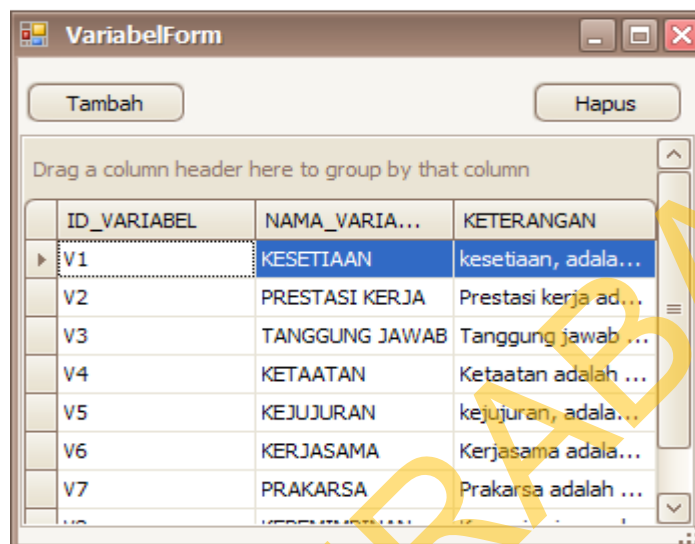 VariabelForm
Tambah Hapus
Drag a column header here to group by that column
ID_VARIABEL NAMA_VARIA... KETERANGAN
V1 KESETIAAN kesetiaan, adala...
V2 PRESTASI KERJA Prestasi kerja ad...
V3 TANGGUNG JAWAB Tanggung jawab ...
V4 KETAATAN Ketaatan adalah ...
V5 KEJUJURAN kejujuran, adala...
V6 KERJASAMA Kerjasama adala...
V7 PRAKARSA Prakarsa adalah ...